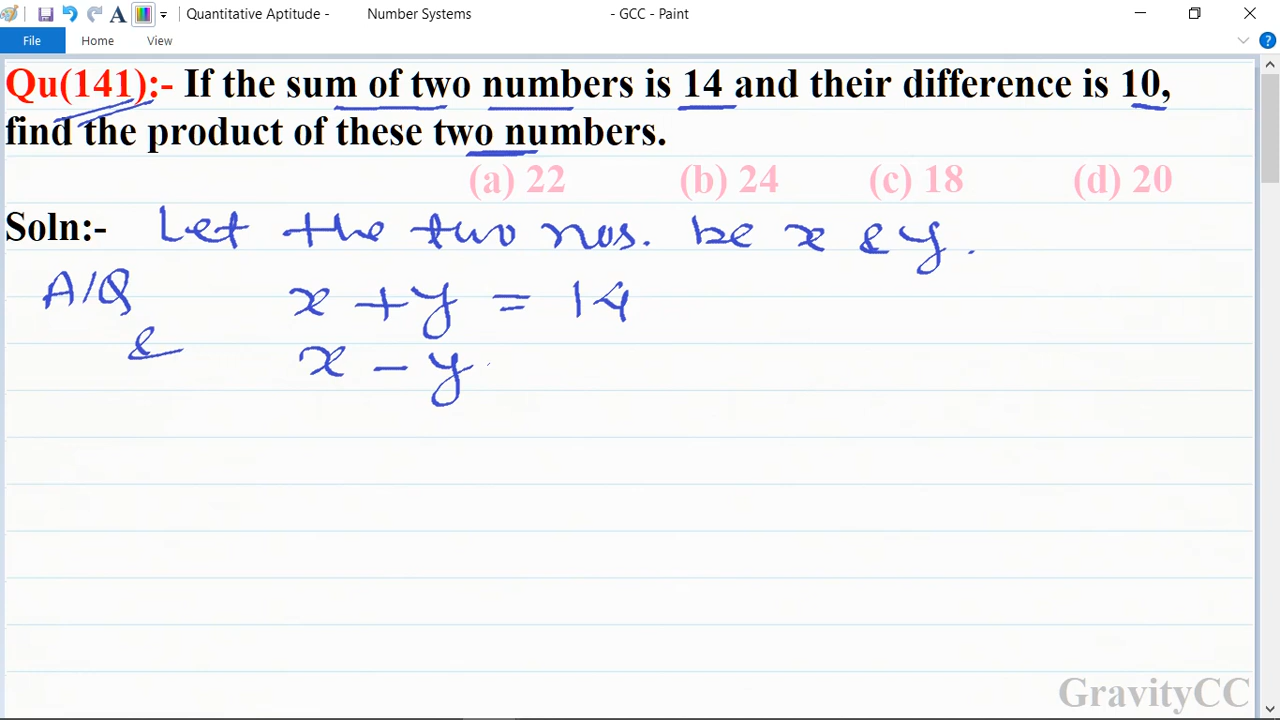 Quantitative Aptitude - Number Systems - GCC - Paint
File Home View
Qu(141):- If the sum of two numbers is 14 and their difference is 10,
find the product of these two numbers.
(a) 22 (b) 24 (c) 18 (d) 20
Soln:- Let the two nos. be x & y.
A/Q x + y = 14
& x - y
GravityCC